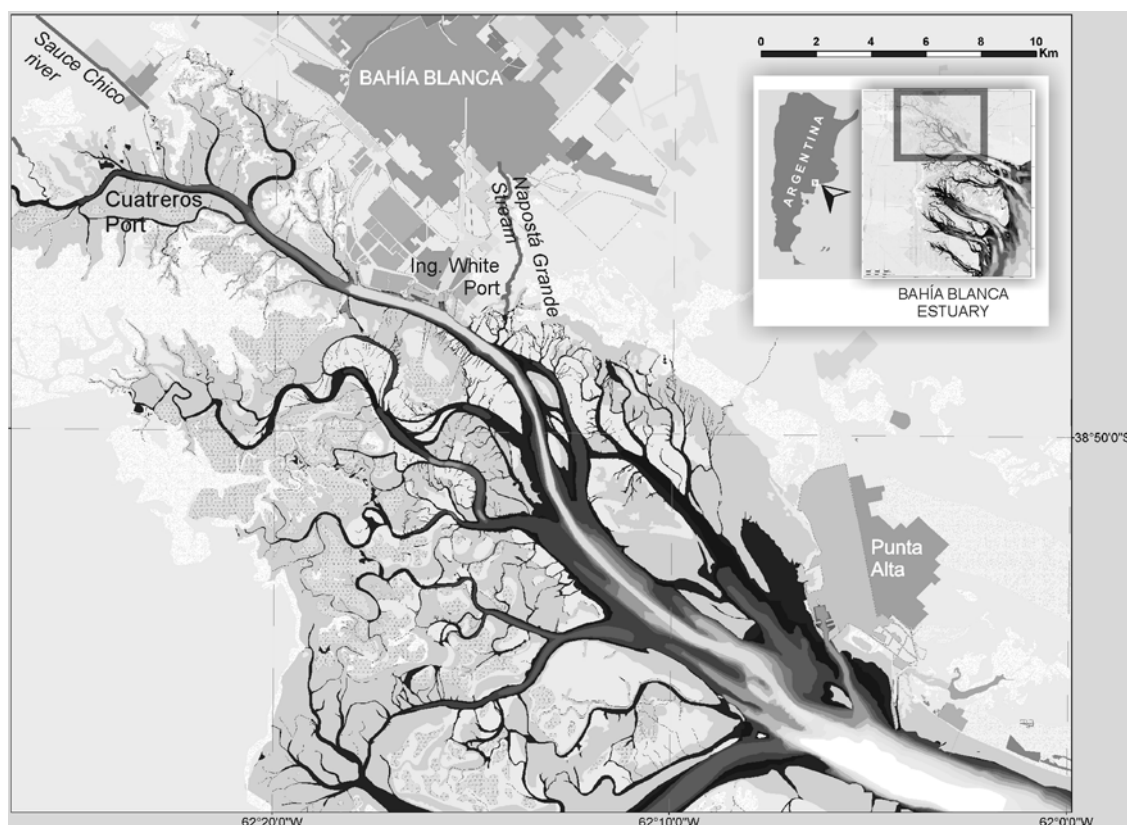 Sauce Chico
river
BAHÍA BLANCA
0 2 4 6 8 10
Km
ARGENTINA
BAHÍA BLANCA
ESTUARY
Cuatreros
Port
Ing. White
Port
Napostá Grande
Stream
38°50'0"S
Punta
Alta
62°20'0"W
62°10'0"W
62°0'0"W